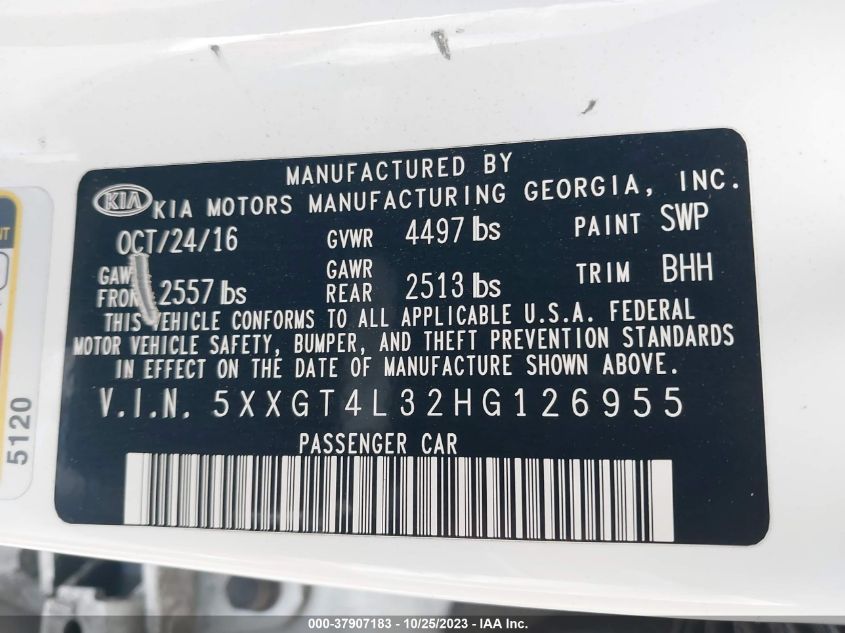 MANUFACTURED BY
KIA KIA MOTORS MANUFACTURING GEORGIA, INC.
OCT/24/16 GVWR 4497 lbs PAINT SWP
GAWR FRONT 2557 lbs GAWR REAR 2513 lbs TRIM BHH
THIS VEHICLE CONFORMS TO ALL APPLICABLE U.S.A. FEDERAL
MOTOR VEHICLE SAFETY, BUMPER, AND THEFT PREVENTION STANDARDS
IN EFFECT ON THE DATE OF MANUFACTURE SHOWN ABOVE.
V.I.N. 5XXGT4L32HG126955
PASSENGER CAR
5120
000-37907183 - 10/25/2023 - IAA Inc.